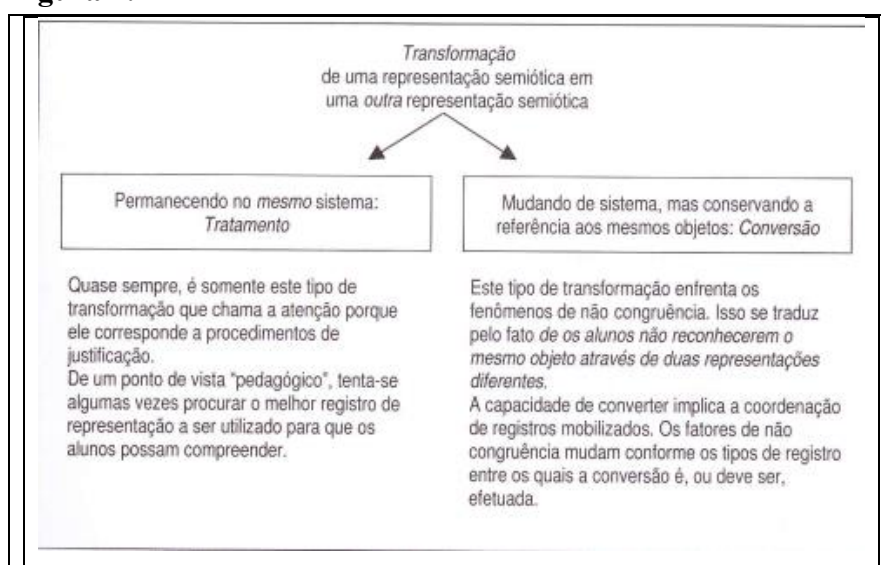 Transformação
de uma representação semiótica em
uma outra representação semiótica
Permanecendo no mesmo sistema:
Tratamento
Mudando de sistema, mas conservando a
referência aos mesmos objetos: Conversão
Quase sempre, é somente este tipo de
transformação que chama a atenção porque
ele corresponde a procedimentos de
justificação.
De um ponto de vista "pedagógico", tenta-se
algumas vezes procurar o melhor registro de
representação a ser utilizado para que os
alunos possam compreender.
Este tipo de transformação enfrenta os
fenômenos de não congruência. Isso se traduz
pelo fato de os alunos não reconhecerem o
mesmo objeto através de duas representações
diferentes.
A capacidade de converter implica a coordenação
de registros mobilizados. Os fatores de não
congruência mudam conforme os tipos de registro
entre os quais a conversão é, ou deve ser,
efetuada.